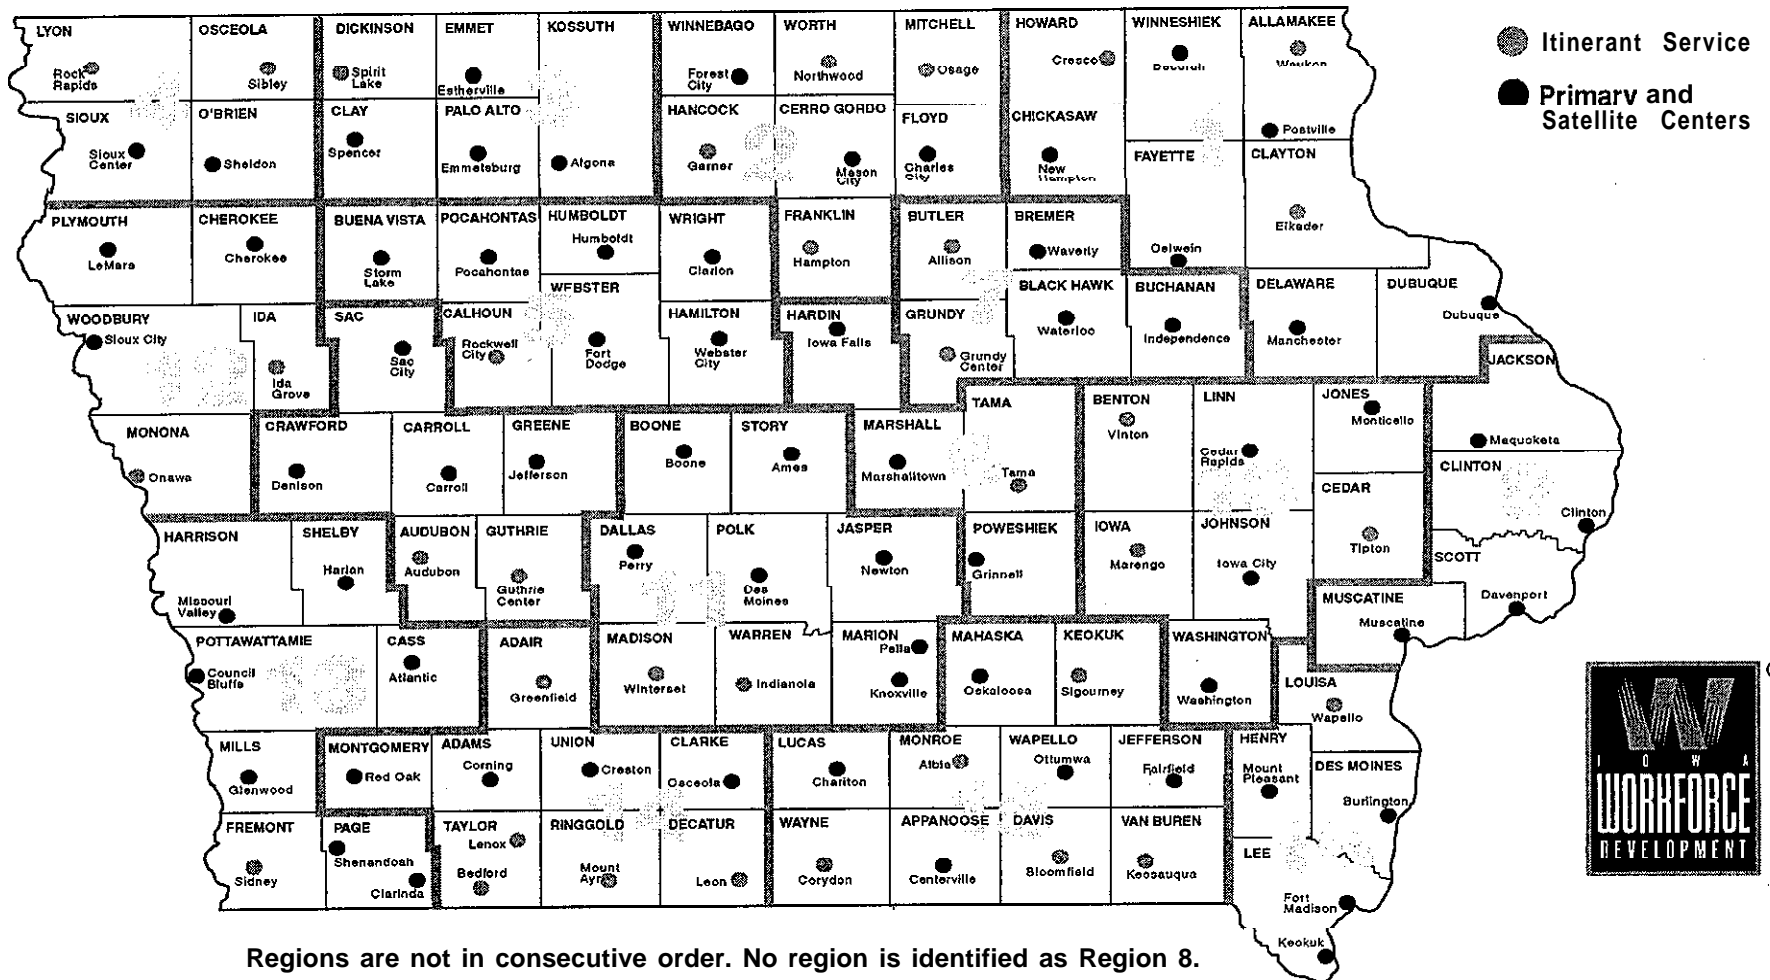 LYON
OSCEOLA
DICKINSON
EMMET
KOSSUTH
WINNEBAGO
WORTH
MITCHELL
HOWARD
WINNESHIEK
ALLAMAKEE
Itinerant Service
Rock
Rapids
Sibley
Spirit
Lake
Estherville
Forest
City
Northwood
Osage
Cresco
Decorah
Waukon
Primary and
Satellite Centers
SIOUX
O'BRIEN
CLAY
PALO ALTO
HANCOCK
CERRO GORDO
FLOYD
CHICKASAW
Postville
Sioux
Center
Sheldon
Spencer
Emmetsburg
Algona
Garner
2
Mason
City
Charles
City
New
Hampton
FAYETTE
1
CLAYTON
4
PLYMOUTH
CHEROKEE
BUENA VISTA
POCAHONTAS
HUMBOLDT
WRIGHT
FRANKLIN
BUTLER
BREMER
LeMars
Cherokee
Storm
Lake
Pocahontas
Humboldt
Clarion
Hampton
Allison
Waverly
Oelwein
Elkader
WOODBURY
IDA
SAC
CALHOUN
WEBSTER
HAMILTON
HARDIN
GRUNDY
7
BLACK HAWK
BUCHANAN
DELAWARE
DUBUQUE
Sioux City
12
Ida
Grove
Sac
City
Rockwell
City
Fort
Dodge
Webster
City
Iowa Falls
Grundy
Center
Waterloo
Independence
Manchester
Dubuque
JACKSON
MONONA
CRAWFORD
CARROLL
GREENE
BOONE
STORY
MARSHALL
TAMA
BENTON
LINN
JONES
Onawa
Denison
Carroll
Jefferson
Boone
Ames
Marshalltown
Tama
Vinton
Cedar
Rapids
Monticello
Maquoketa
CLINTON
CEDAR
Clinton
HARRISON
SHELBY
AUDUBON
GUTHRIE
DALLAS
POLK
JASPER
POWESHIEK
IOWA
JOHNSON
Tipton
SCOTT
Missouri
Valley
Harlan
Audubon
Guthrie
Center
Perry
11
Des
Moines
Newton
Grinnell
Marengo
Iowa City
MUSCATINE
Davenport
Muscatine
POTTAWATTAMIE
CASS
ADAIR
MADISON
WARREN
MARION
MAHASKA
KEOKUK
WASHINGTON
Council
Bluffs
13
Atlantic
Greenfield
Winterset
Indianola
Pella
Knoxville
Oskaloosa
Sigourney
Washington
LOUISA
Wapello
MILLS
MONTGOMERY
ADAMS
UNION
CLARKE
LUCAS
MONROE
WAPELLO
JEFFERSON
HENRY
DES MOINES
Glenwood
Red Oak
Corning
Creston
Osceola
Chariton
Albia
Ottumwa
Fairfield
Mount
Pleasant
Burlington
14
FREMONT
PAGE
TAYLOR
RINGGOLD
DECATUR
WAYNE
APPANOOSE
DAVIS
VAN BUREN
LEE
Sidney
Shenandoah
Clarinda
Lenox
Bedford
Mount
Ayr
Leon
Corydon
Centerville
Bloomfield
Keosauqua
Fort
Madison
Keokuk
W
IOWA
WORKFORCE
DEVELOPMENT
Regions are not in consecutive order. No region is identified as Region 8.